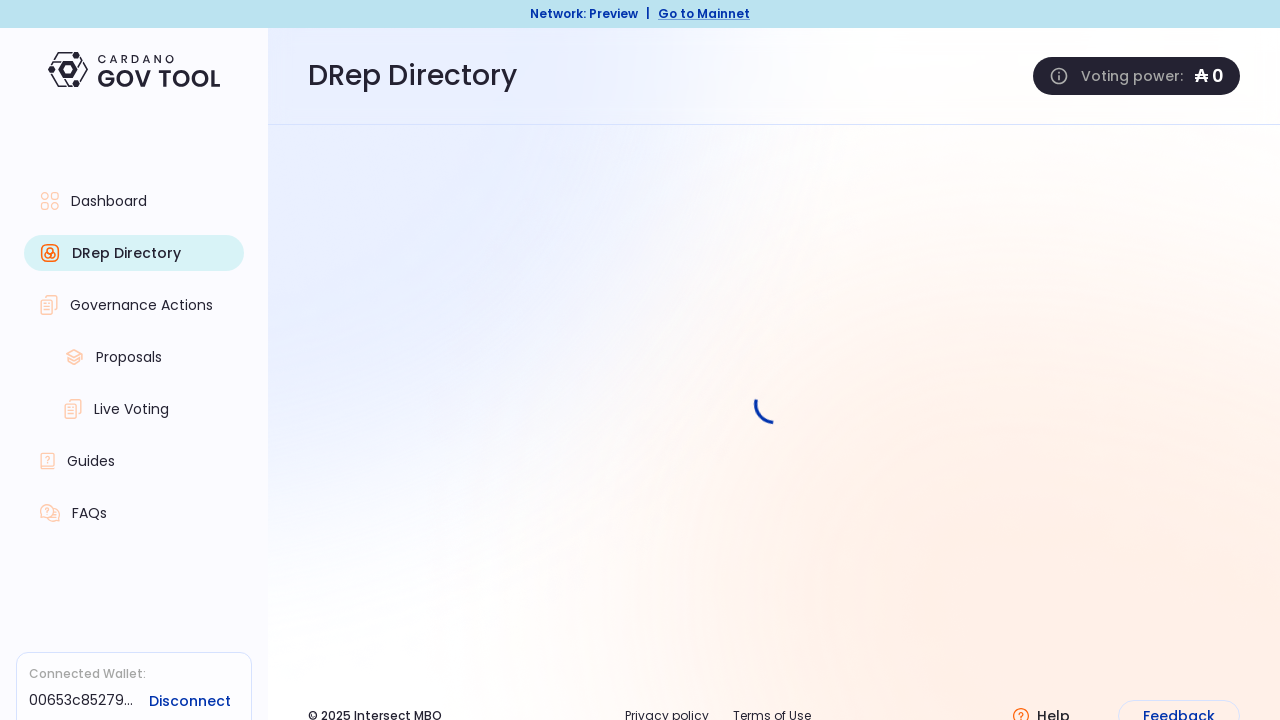 Network: Preview | Go to Mainnet
CARDANO
GOV TOOL
DRep Directory
Voting power: ₳ 0
Dashboard
DRep Directory
Governance Actions
Proposals
Live Voting
Guides
FAQs
Connected Wallet:
00653c85279...
Disconnect
© 2025 Intersect MBO
Privacy policy
Terms of Use
Help
Feedback